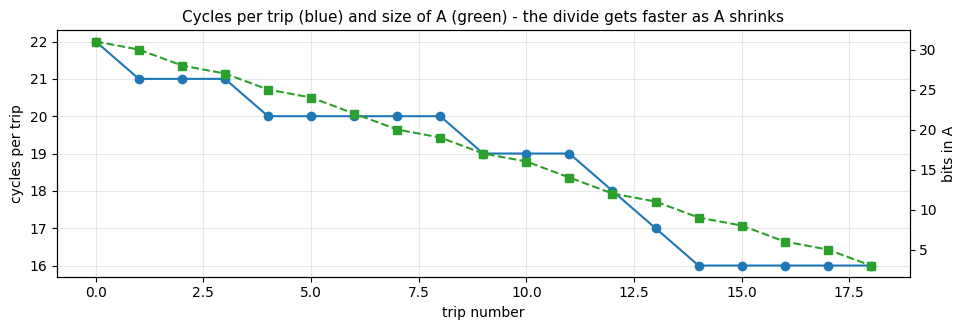 Cycles per trip (blue) and size of A (green) - the divide gets faster as A shrinks
cycles per trip
22
21
20
19
18
17
16
30
25
20
15
10
5
bits in A
0.0 2.5 5.0 7.5 10.0 12.5 15.0 17.5
trip number